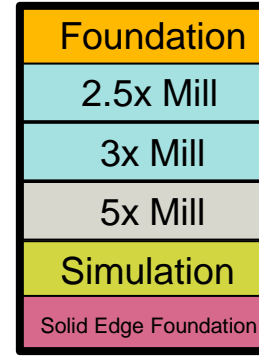 Foundation
2.5x Mill
3x Mill
5x Mill
Simulation
Solid Edge Foundation